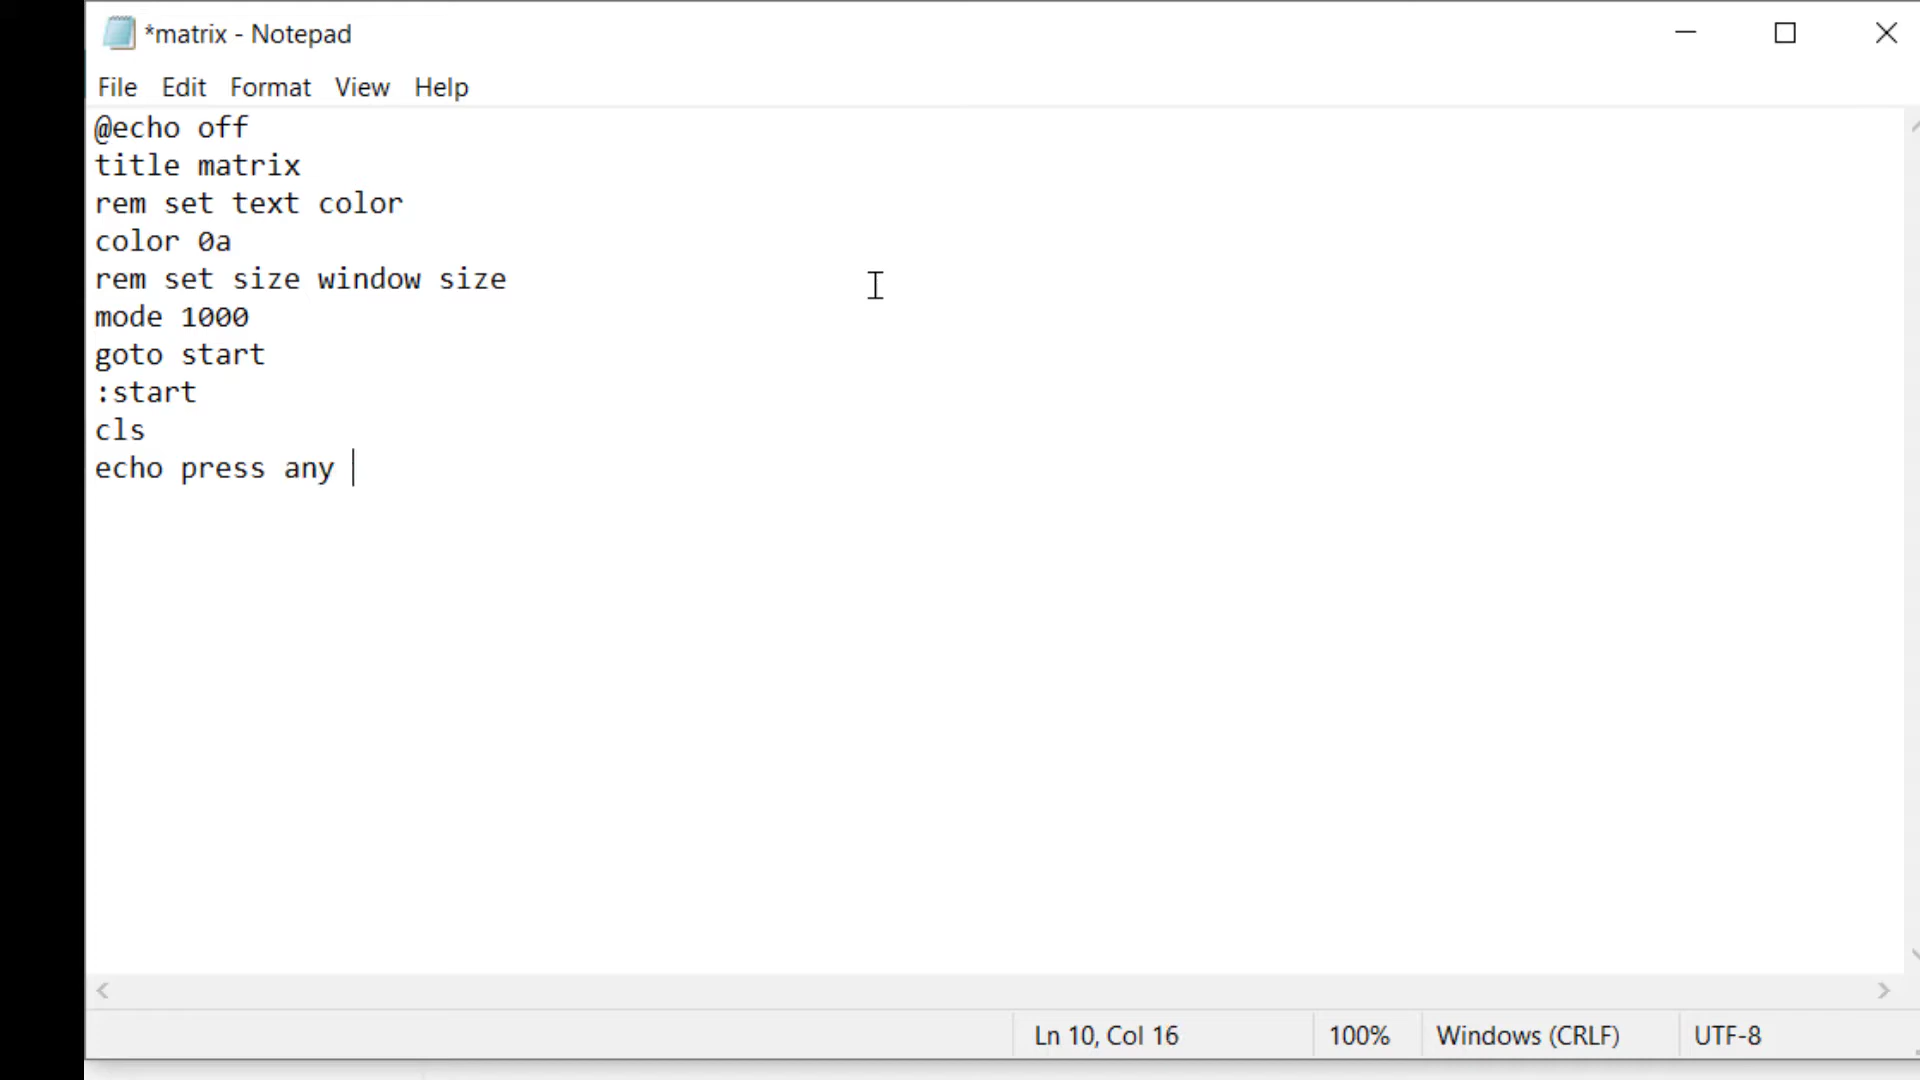 *matrix - Notepad
File Edit Format View Help
@echo off
title matrix
rem set text color
color 0a
rem set size window size
mode 1000
goto start
:start
cls
echo press any
Ln 10, Col 16 100% Windows (CRLF) UTF-8